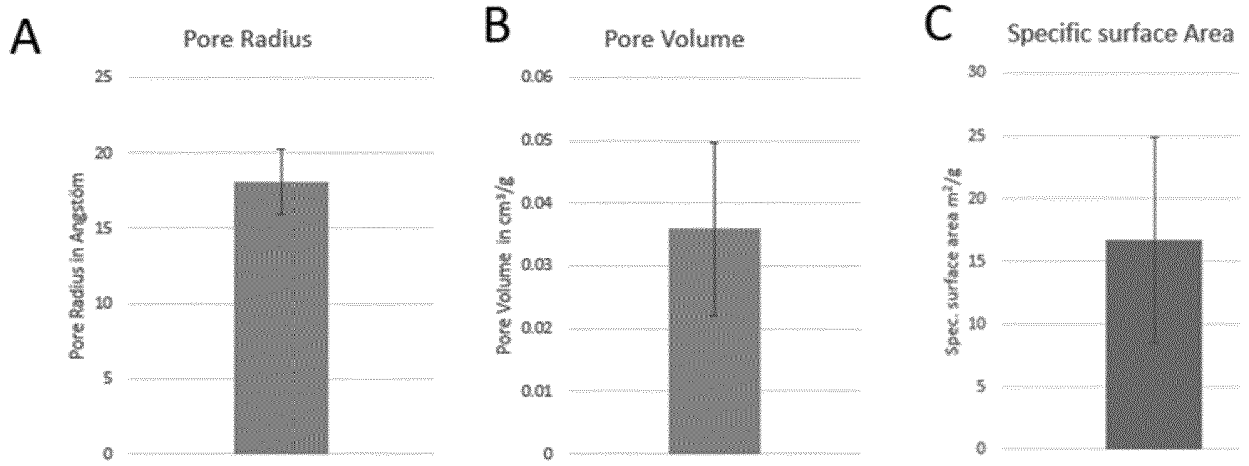 A
Pore Radius
Pore Radius in Angstöm
25
20
15
10
5
0
B
Pore Volume
Pore Volume in cm³/g
0.06
0.05
0.04
0.03
0.02
0.01
0
C
Specific surface Area
Spec. surface area m²/g
30
25
20
15
10
5
0